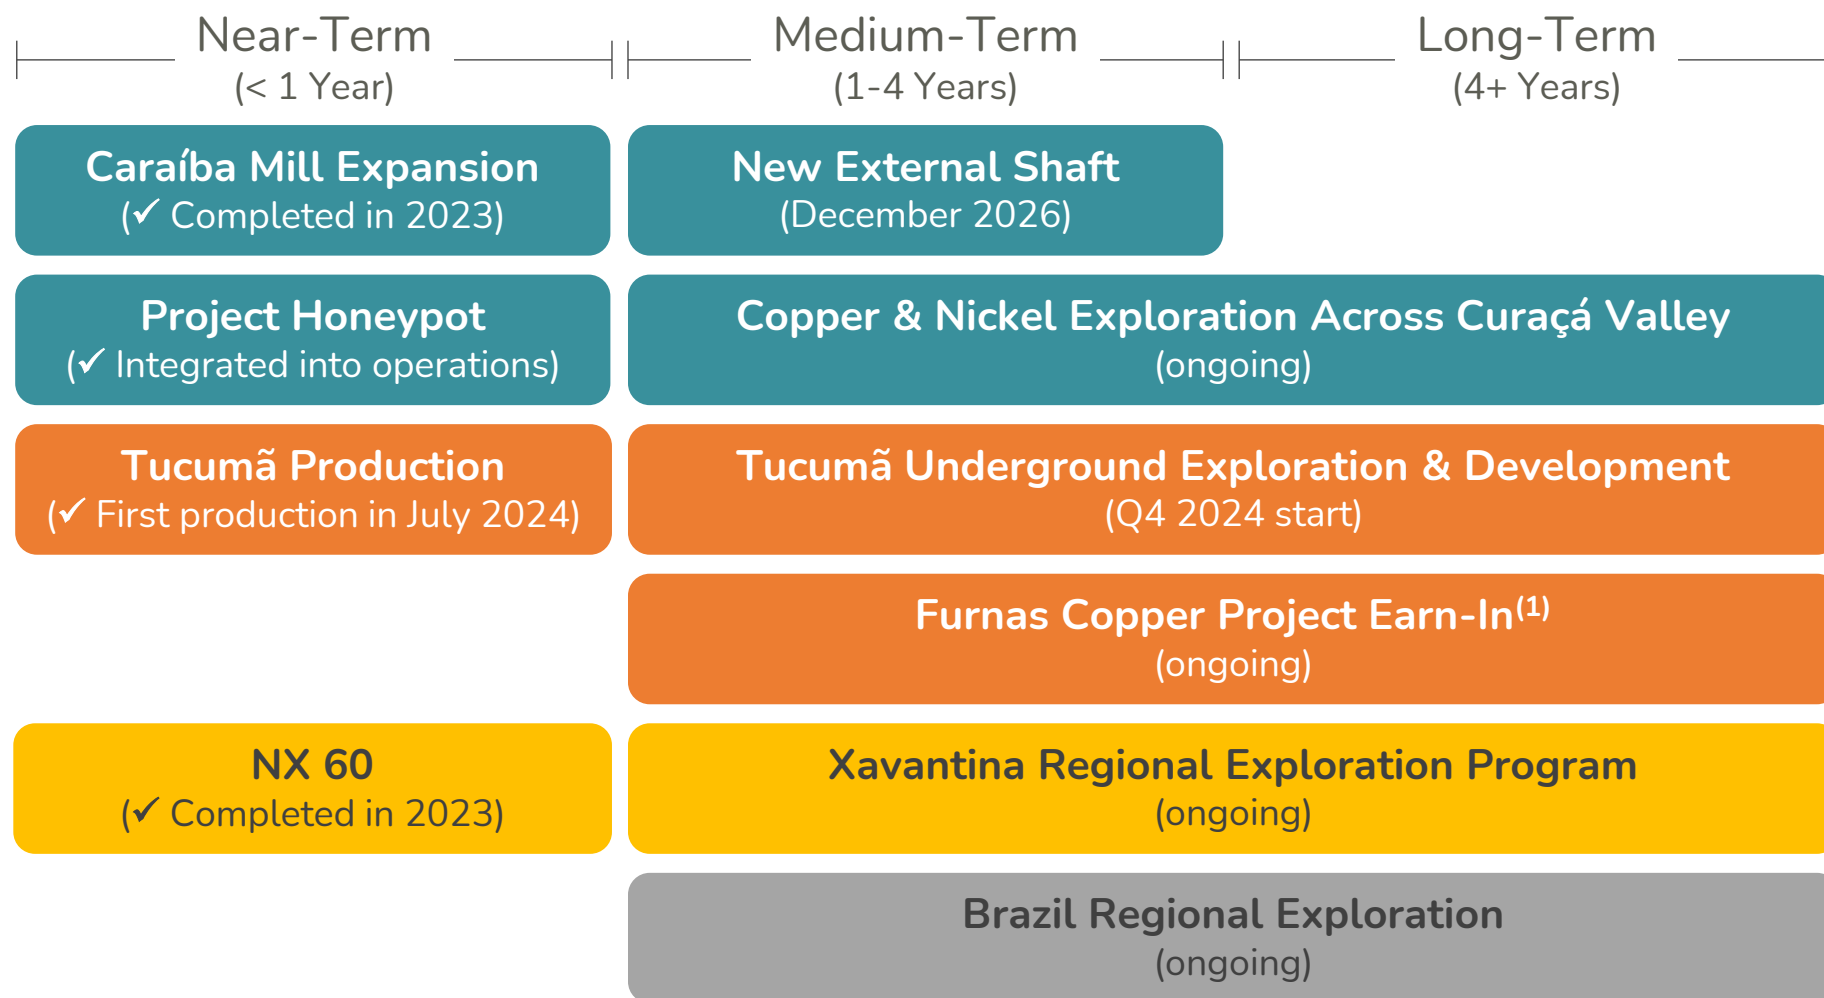 Near-Term
(< 1 Year)
Medium-Term
(1-4 Years)
Long-Term
(4+ Years)
Caraíba Mill Expansion
(✓ Completed in 2023)
New External Shaft
(December 2026)
Project Honeypot
(✓ Integrated into operations)
Copper & Nickel Exploration Across Curaçá Valley
(ongoing)
Tucumã Production
(✓ First production in July 2024)
Tucumã Underground Exploration & Development
(Q4 2024 start)
Furnas Copper Project Earn-In(1)
(ongoing)
NX 60
(✓ Completed in 2023)
Xavantina Regional Exploration Program
(ongoing)
Brazil Regional Exploration
(ongoing)